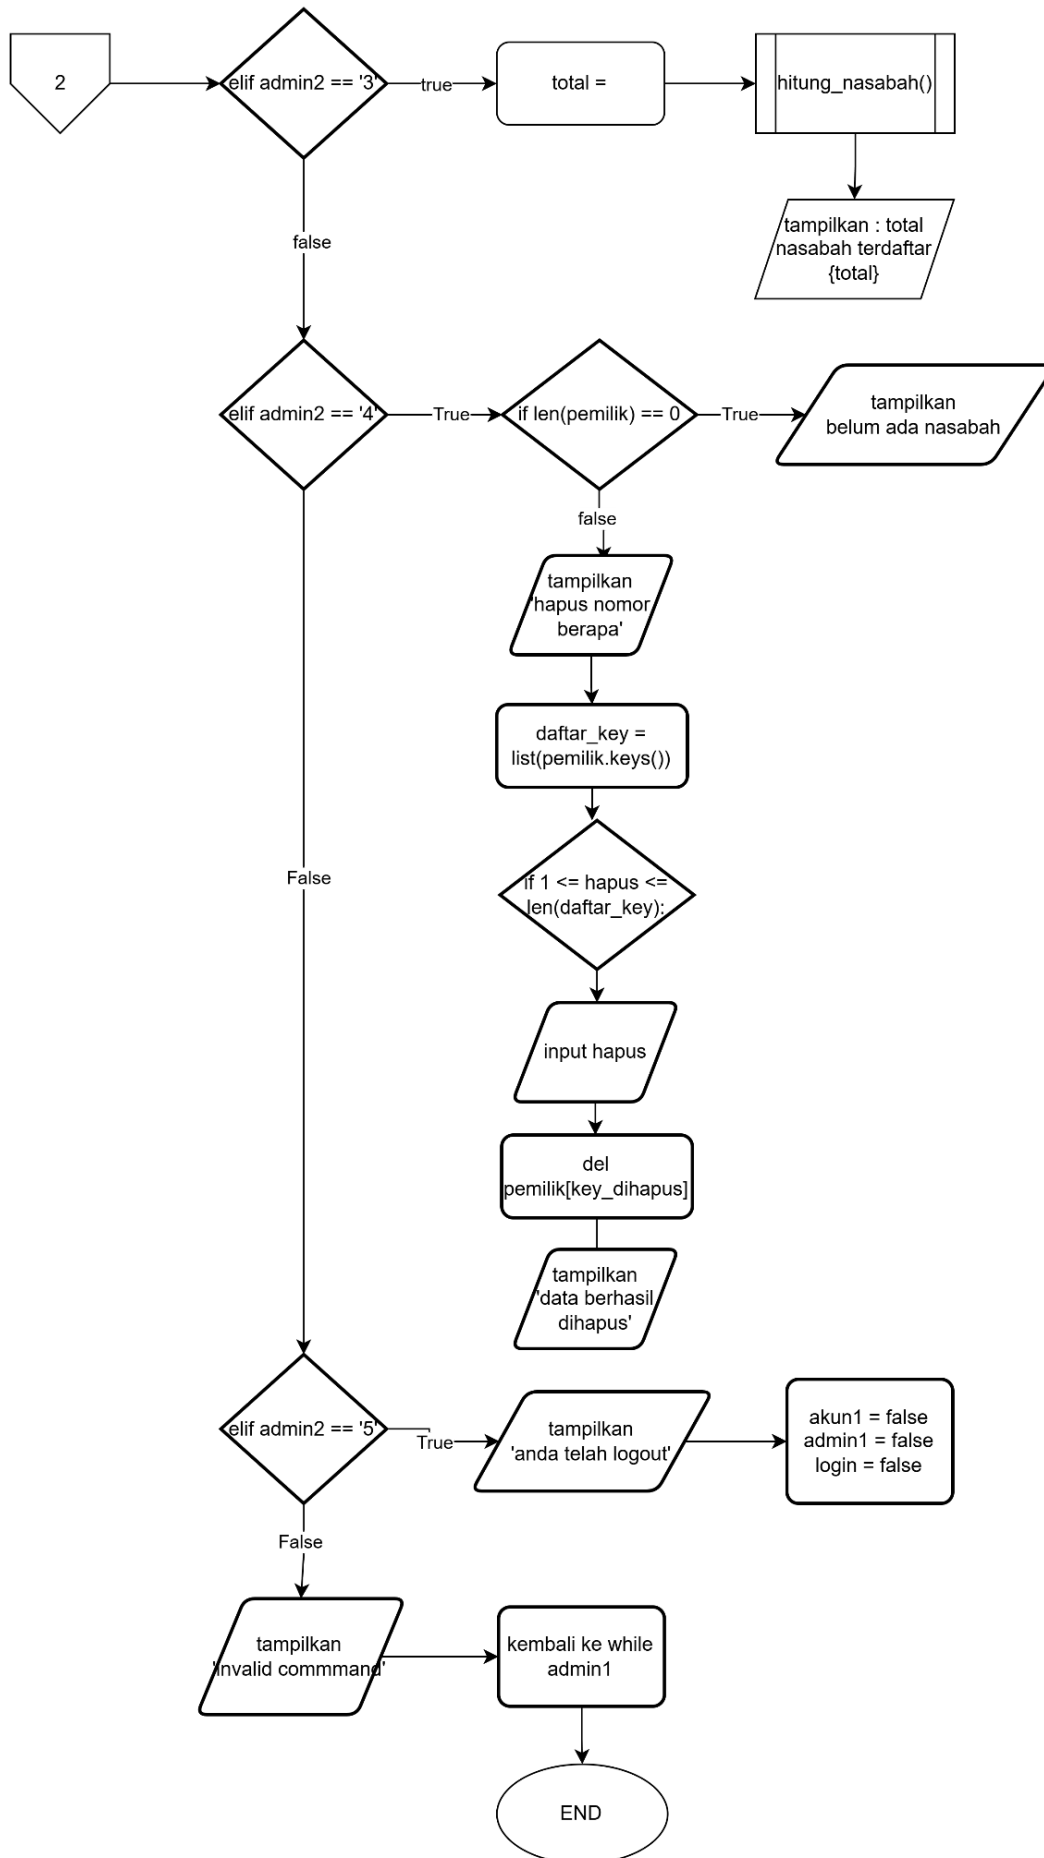 2
elif admin2 == '3'
true
total =
hitung_nasabah()
tampilkan : total
nasabah terdaftar
{total}
false
elif admin2 == '4'
True
if len(pemilik) == 0
True
tampilkan
belum ada nasabah
false
tampilkan
'hapus nomor
berapa'
daftar_key =
list(pemilik.keys())
False
if 1 <= hapus <=
len(daftar_key):
input hapus
del
pemilik[key_dihapus]
tampilkan
'data berhasil
dihapus'
elif admin2 == '5'
True
tampilkan
'anda telah logout'
akun1 = false
admin1 = false
login = false
False
tampilkan
'invalid commmand'
kembali ke while
admin1
END